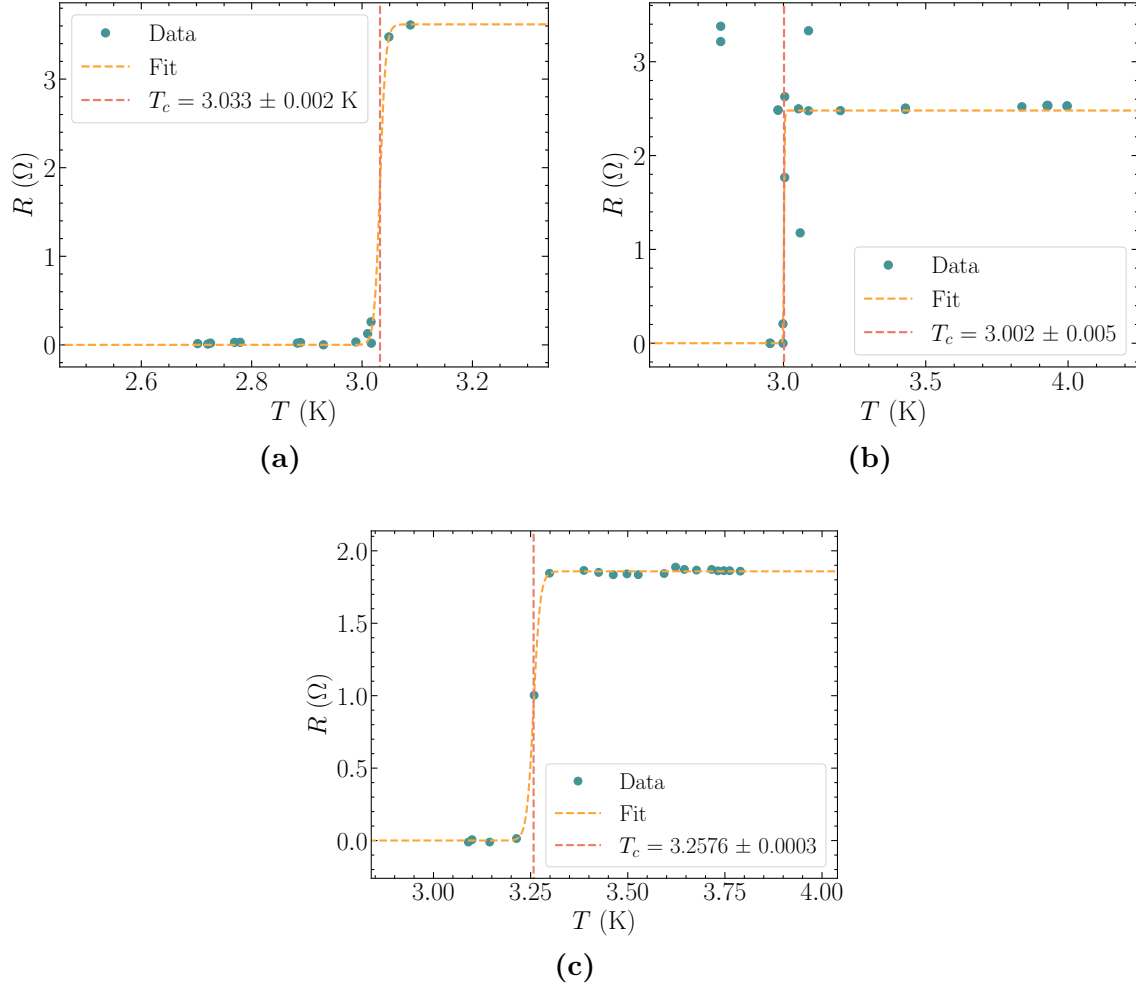 Data
Fit
T_c = 3.033 ± 0.002 K
R (Ω)
3
2
1
0
2.6 2.8 3.0 3.2
T (K)
(a)
R (Ω)
3
2
1
0
Data
Fit
T_c = 3.002 ± 0.005
3.0 3.5 4.0
T (K)
(b)
R (Ω)
2.0
1.5
1.0
0.5
0.0
Data
Fit
T_c = 3.2576 ± 0.0003
3.00 3.25 3.50 3.75 4.00
T (K)
(c)